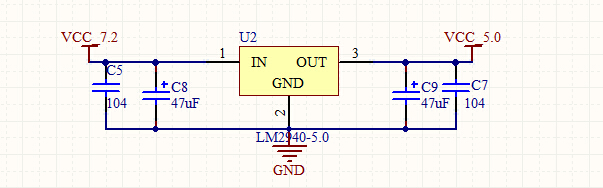 VCC_7.2
U2
VCC_5.0
1
IN
OUT
3
GND
C5
104
C8
47uF
2
C9
47uF
C7
104
LM2940-5.0
GND